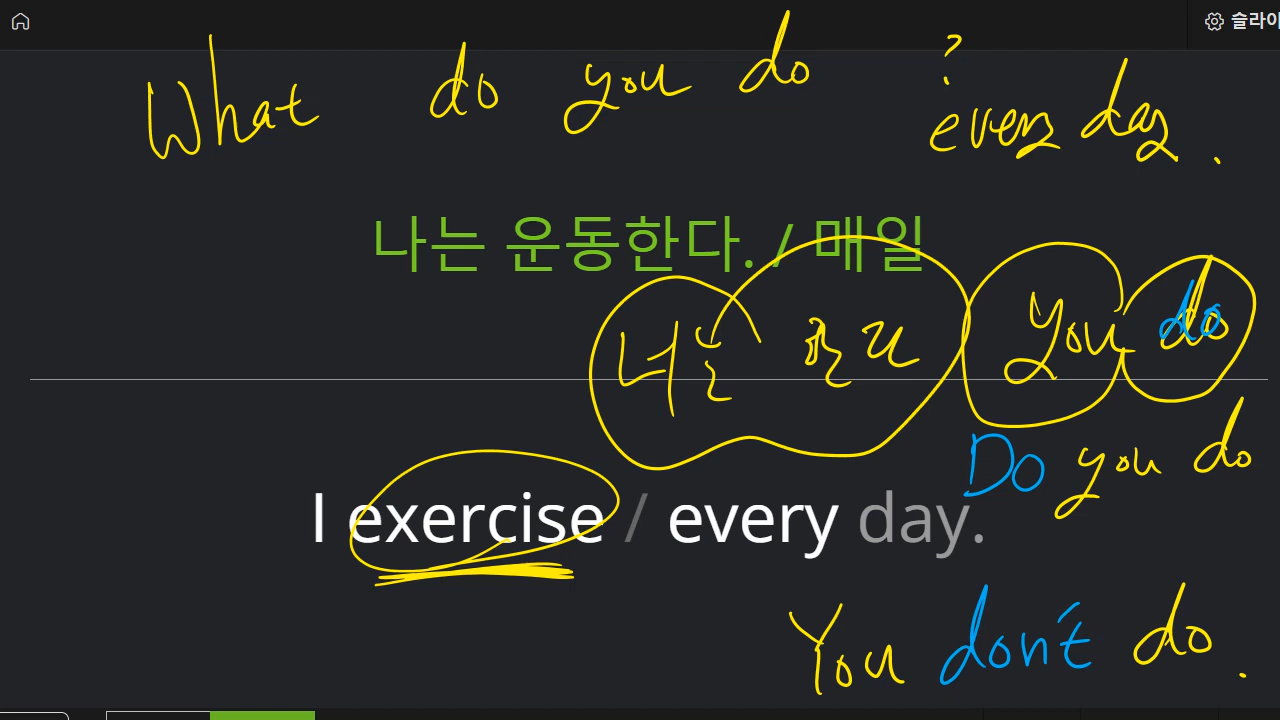 슬라이
What do you do ?
every day.
나는 운동한다. / 매일
너는 한다 You do
Do you do
I exercise / every day.
You don't do.